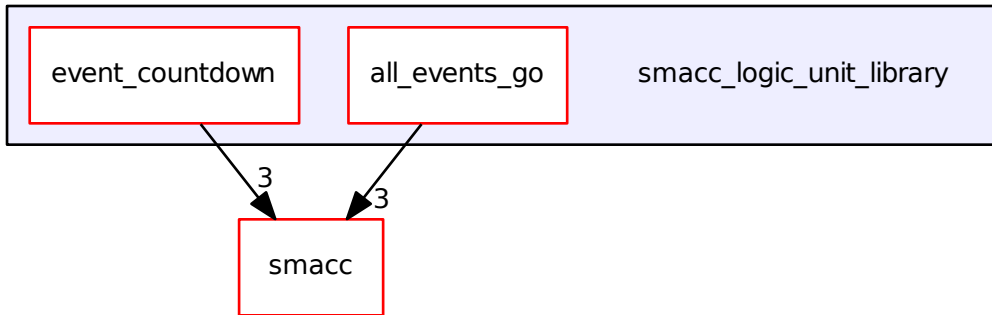 event_countdown
all_events_go
smacc_logic_unit_library
3
3
smacc